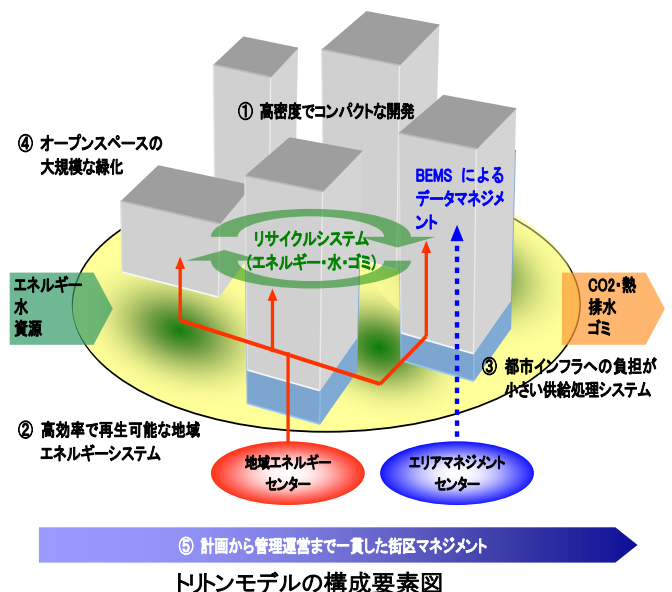 ① 高密度でコンパクトな開発
④ オープンスペースの
大規模な緑化
BEMS による
データマネジメ
ント
リサイクルシステム
(エネルギー・水・ゴミ)
エネルギー
水
資源
CO2・熱
排水
ゴミ
③ 都市インフラへの負担が
小さい供給処理システム
② 高効率で再生可能な地域
エネルギーシステム
地域エネルギー
センター
エリアマネジメント
センター
⑤ 計画から管理運営まで一貫した街区マネジメント
トリトンモデルの構成要素図